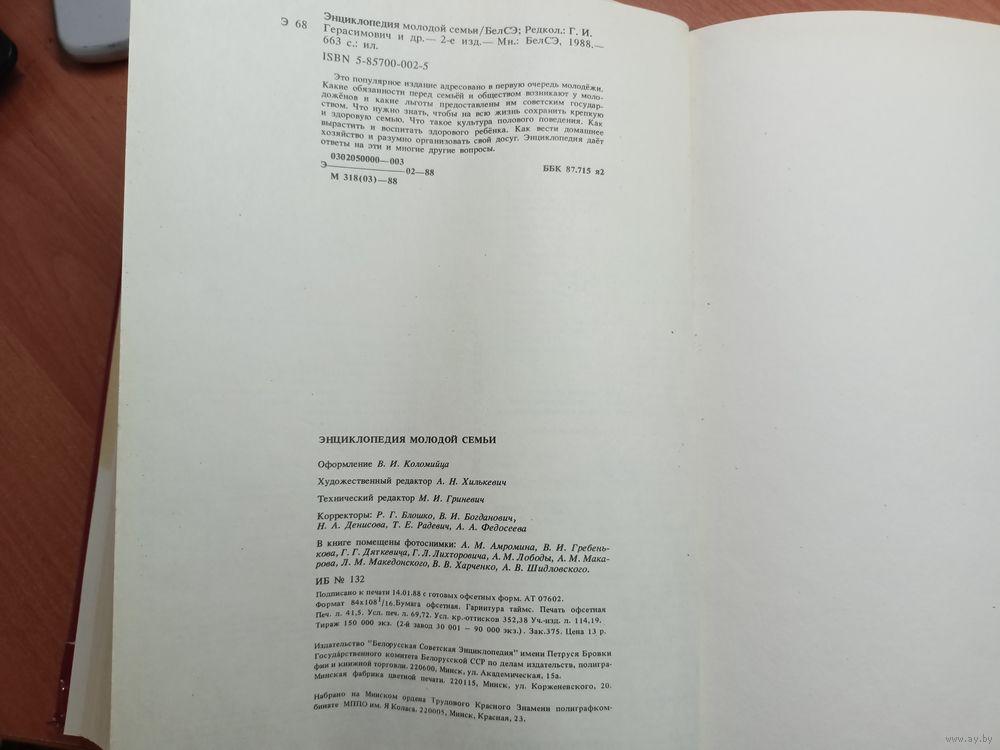 Э 68
Энциклопедия молодой семьи/БелСЭ; Редкол.: Г. И.
Герасимович и др.— 2-е изд.— Мн.: БелСЭ, 1988.—
663 с.: ил.
ISBN 5-85700-002-5
Это популярное издание адресовано в первую очередь молодёжи.
Какие обязанности перед семьёй и обществом возникают у моло-
дожёнов и какие льготы предоставлены им советским государ-
ством. Что нужно знать, чтобы на всю жизнь сохранить крепкую
и здоровую семью. Что такое культура полового поведения. Как
вырастить и воспитать здорового ребёнка. Как вести домашнее
хозяйство и разумно организовать свой досуг. Энциклопедия даёт
ответы на эти и многие другие вопросы.
0302050000—003
Э 02—88
М 318(03)—88
ББК 87.715 я2
ЭНЦИКЛОПЕДИЯ МОЛОДОЙ СЕМЬИ
Оформление В. И. Коломийца
Художественный редактор А. Н. Хилькевич
Технический редактор М. И. Гриневич
Корректоры: Р. Г. Блошко, В. И. Богданович,
Н. А. Денисова, Т. Е. Радевич, А. А. Федосеева
В книге помещены фотоснимки: А. М. Амромина, В. И. Гребень-
кова, Г. Г. Дяткевича, Г. Л. Лихторовича, А. М. Лободы, А. М. Мака-
рова, Л. М. Македонского, В. В. Харченко, А. В. Шидловского.
ИБ № 132
Подписано к печати 14.01.88 с готовых офсетных форм. АТ 07602.
Формат 84х108¹/16. Бумага офсетная. Гарнитура таймс. Печать офсетная
Печ. л. 41,5. Усл. печ. л. 69,72. Усл. кр.-оттисков 352,38 Уч.-изд. л. 114,19.
Тираж 150 000 экз. (2-й завод 30 001 — 90 000 экз.). Зак.375. Цена 13 р.
Издательство "Белорусская Советская Энциклопедия" имени Петруся Бровки
Государственного комитета Белорусской ССР по делам издательств, полигра-
фии и книжной торговли. 220600, Минск, ул. Академическая, 15а.
Минская фабрика цветной печати. 220115, Минск, ул. Корженевского, 20.
Набрано на Минском ордена Трудового Красного Знамени полиграфком-
бинате МППО им. Я Коласа. 220005, Минск, Красная, 23.
www.ay.by